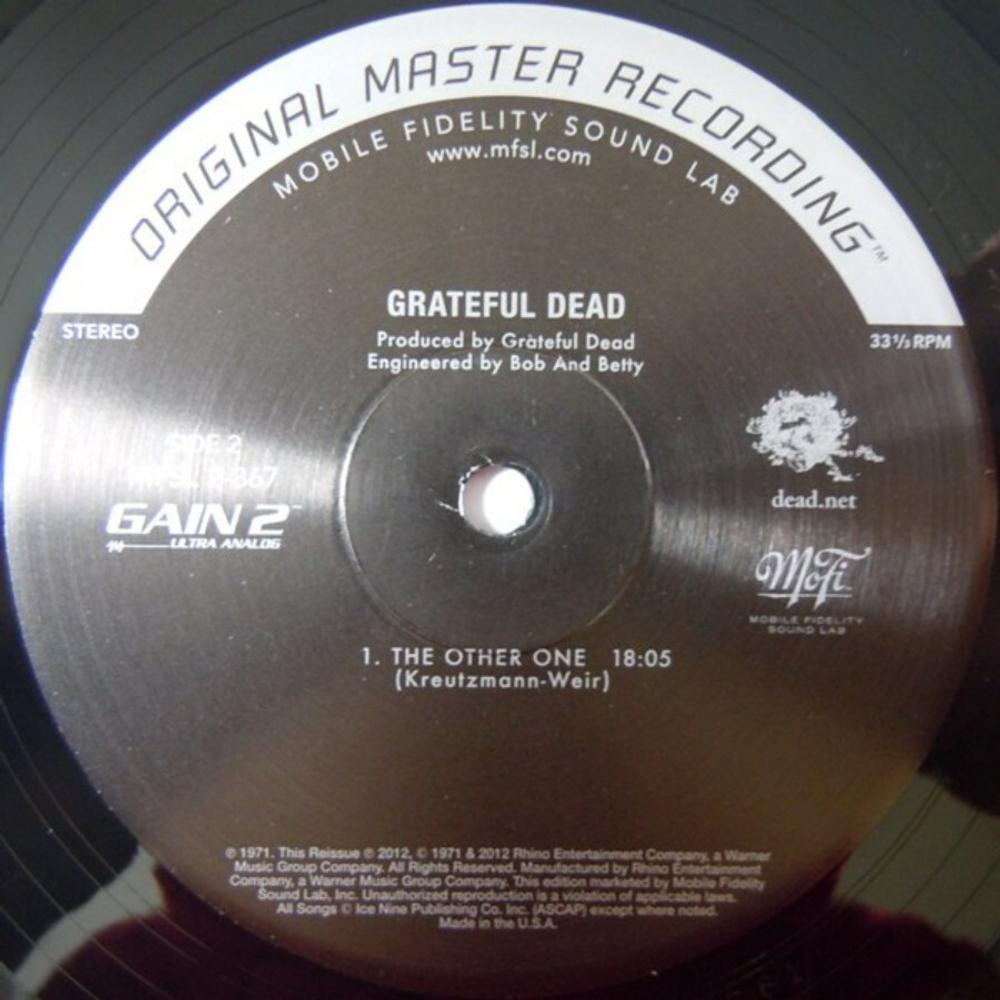 ORIGINAL MASTER RECORDING™
MOBILE FIDELITY SOUND LAB
www.mfsl.com
GRATEFUL DEAD
Produced by Grateful Dead
Engineered by Bob And Betty
STEREO
33⅓ RPM
SIDE 2
MFSL 2-367
GAIN 2™
ULTRA ANALOG
dead.net
MoFi
MOBILE FIDELITY
SOUND LAB
1. THE OTHER ONE 18:05
(Kreutzmann-Weir)
℗ 1971. This Reissue ℗ 2012, © 1971 & 2012 Rhino Entertainment Company, a Warner
Music Group Company. All Rights Reserved. Manufactured by Rhino Entertainment
Company, a Warner Music Group Company. This edition marketed by Mobile Fidelity
Sound Lab, Inc. Unauthorized reproduction is a violation of applicable laws.
All Songs © Ice Nine Publishing Co. Inc. (ASCAP) except where noted.
Made in the U.S.A.